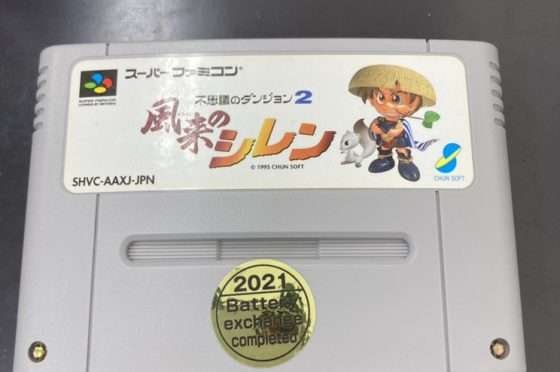 スーパーファミコン
不思議のダンジョン2
風来のシレン
© 1995 CHUN SOFT
SHVC-AAXJ-JPN
CHUN SOFT
2021
Battery
exchange
completed